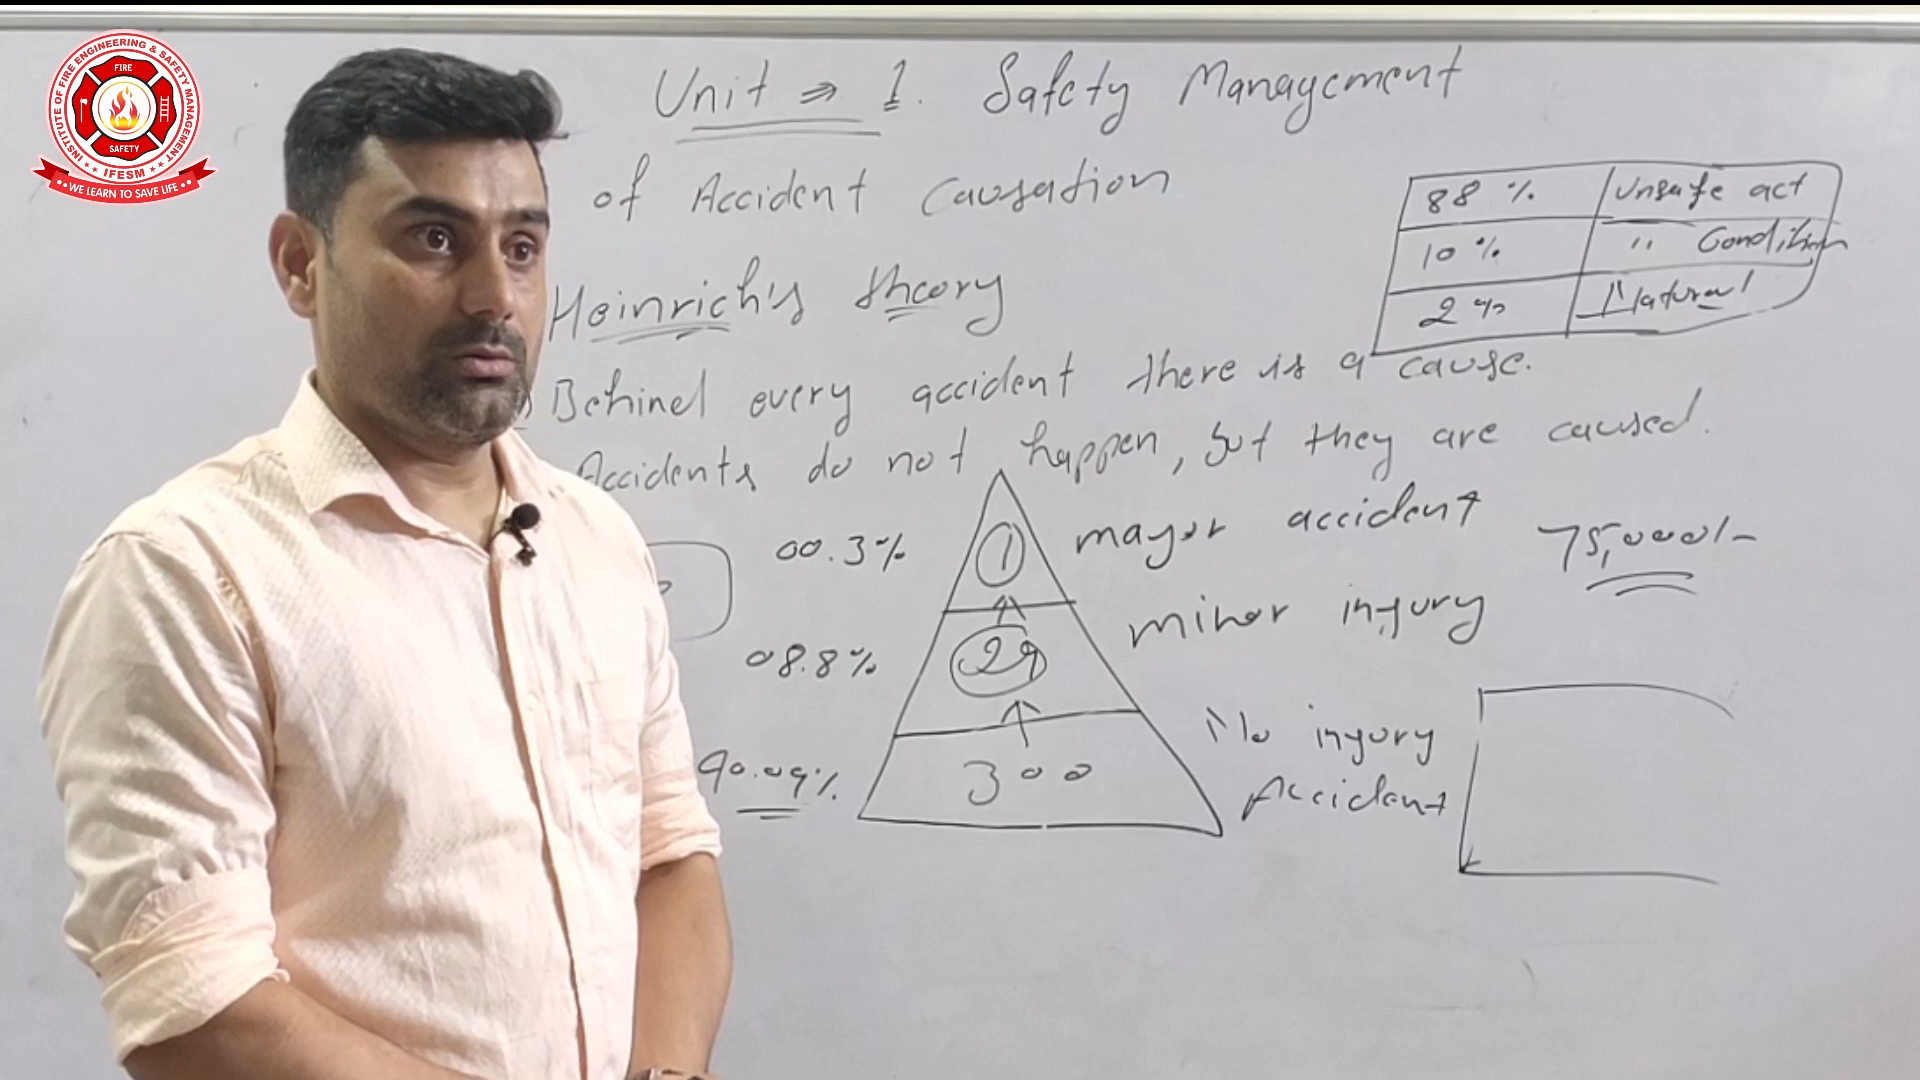 INSTITUTE OF FIRE ENGINEERING & SAFETY MANAGEMENT
FIRE
SAFETY
IFESM
WE LEARN TO SAVE LIFE
Unit ⇒ 1. Safety Management
of Accident Causation
88 % Unsafe act
10 % " Condition
2 % Natural
Heinrich's theory
Behind every accident there is a cause.
Accidents do not happen, but they are caused.
00.3% 1 major accident 75,000/-
08.8% 29 minor injury
90.09% 300 No injury
Accident